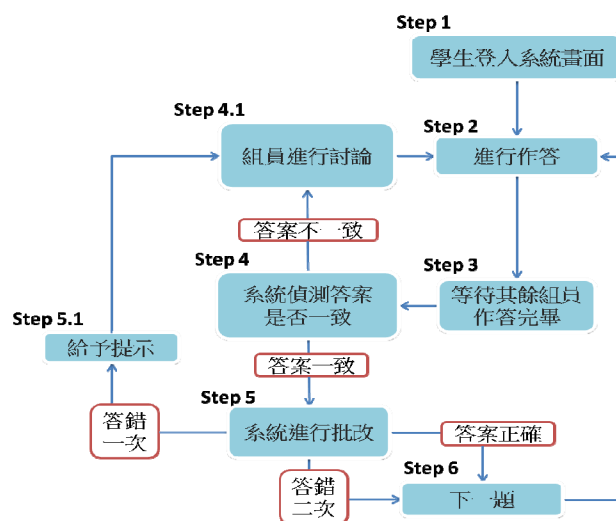 Step 1
學生登入系統畫面
Step 4.1
組員進行討論
Step 2
進行作答
答案不一致
Step 4
系統偵測答案
是否一致
Step 3
等待其餘組員
作答完畢
Step 5.1
給予提示
答案一致
Step 5
系統進行批改
答錯
一次
答案正確
答錯
二次
Step 6
下一題